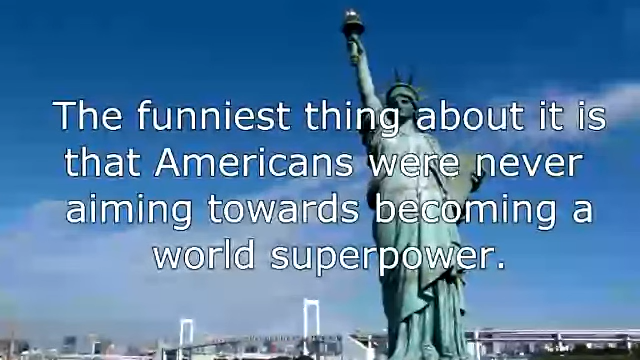 The funniest thing about it is
that Americans were never
aiming towards becoming a
world superpower.